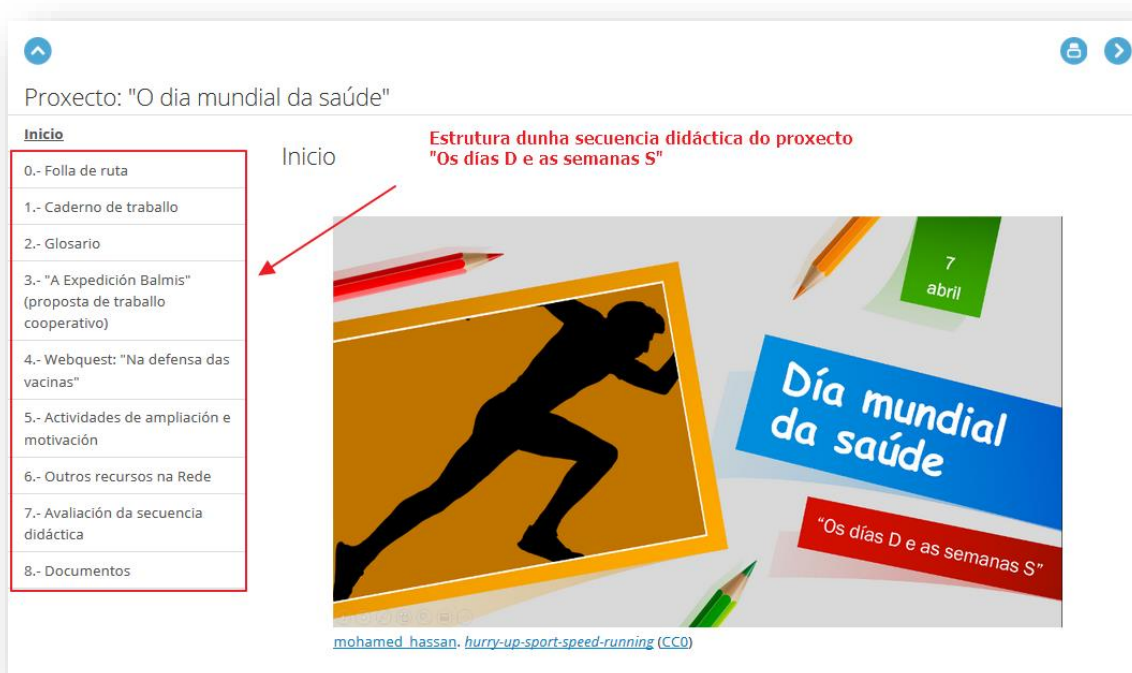 Proxecto: "O dia mundial da saúde"
Inicio
0.- Folla de ruta
1.- Caderno de traballo
2.- Glosario
3.- "A Expedición Balmis"
(proposta de traballo
cooperativo)
4.- Webquest: "Na defensa das
vacinas"
5.- Actividades de ampliación e
motivación
6.- Outros recursos na Rede
7.- Avaliación da secuencia
didáctica
8.- Documentos
Estrutura dunha secuencia didáctica do proxecto
"Os días D e as semanas S"
Inicio
7
abril
Día mundial
da saúde
"Os días D e as semanas S"
mohamed_hassan. hurry-up-sport-speed-running (CC0)